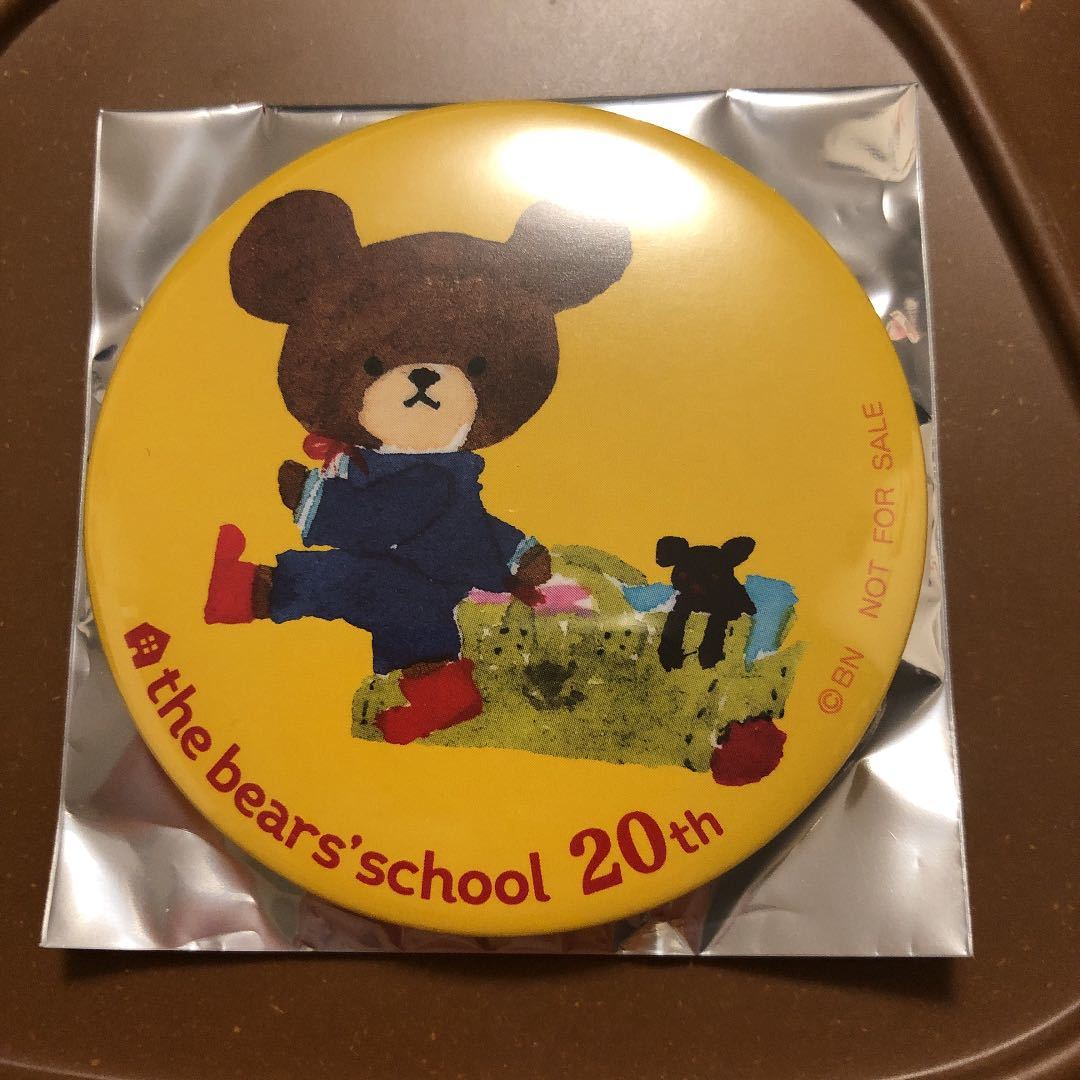 the bears'school 20th
©BN NOT FOR SALE